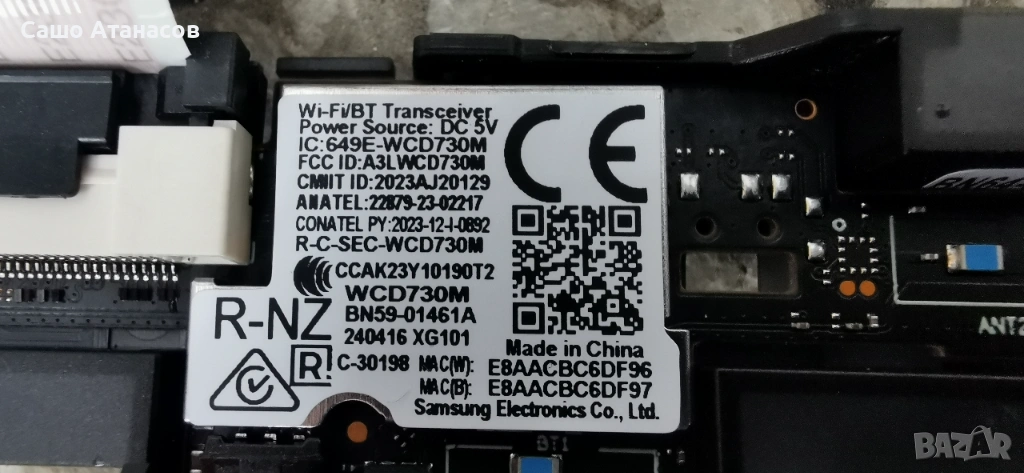 Сашо Атанасов
Wi-Fi/BT Transceiver
Power Source: DC 5V
IC:649E-WCD730M
FCC ID:A3LWCD730M
CMIIT ID:2023AJ20129
ANATEL:22879-23-02217
CONATEL PY:2023-12-I-0892
R-C-SEC-WCD730M
CCAK23Y10190T2
WCD730M
BN59-01461A
240416 XG101
R-NZ
R
C-30198
Made in China
MAC(W): E8AACBC6DF96
MAC(B): E8AACBC6DF97
Samsung Electronics Co., Ltd.
CE
ANT2
BT1
BAZAR